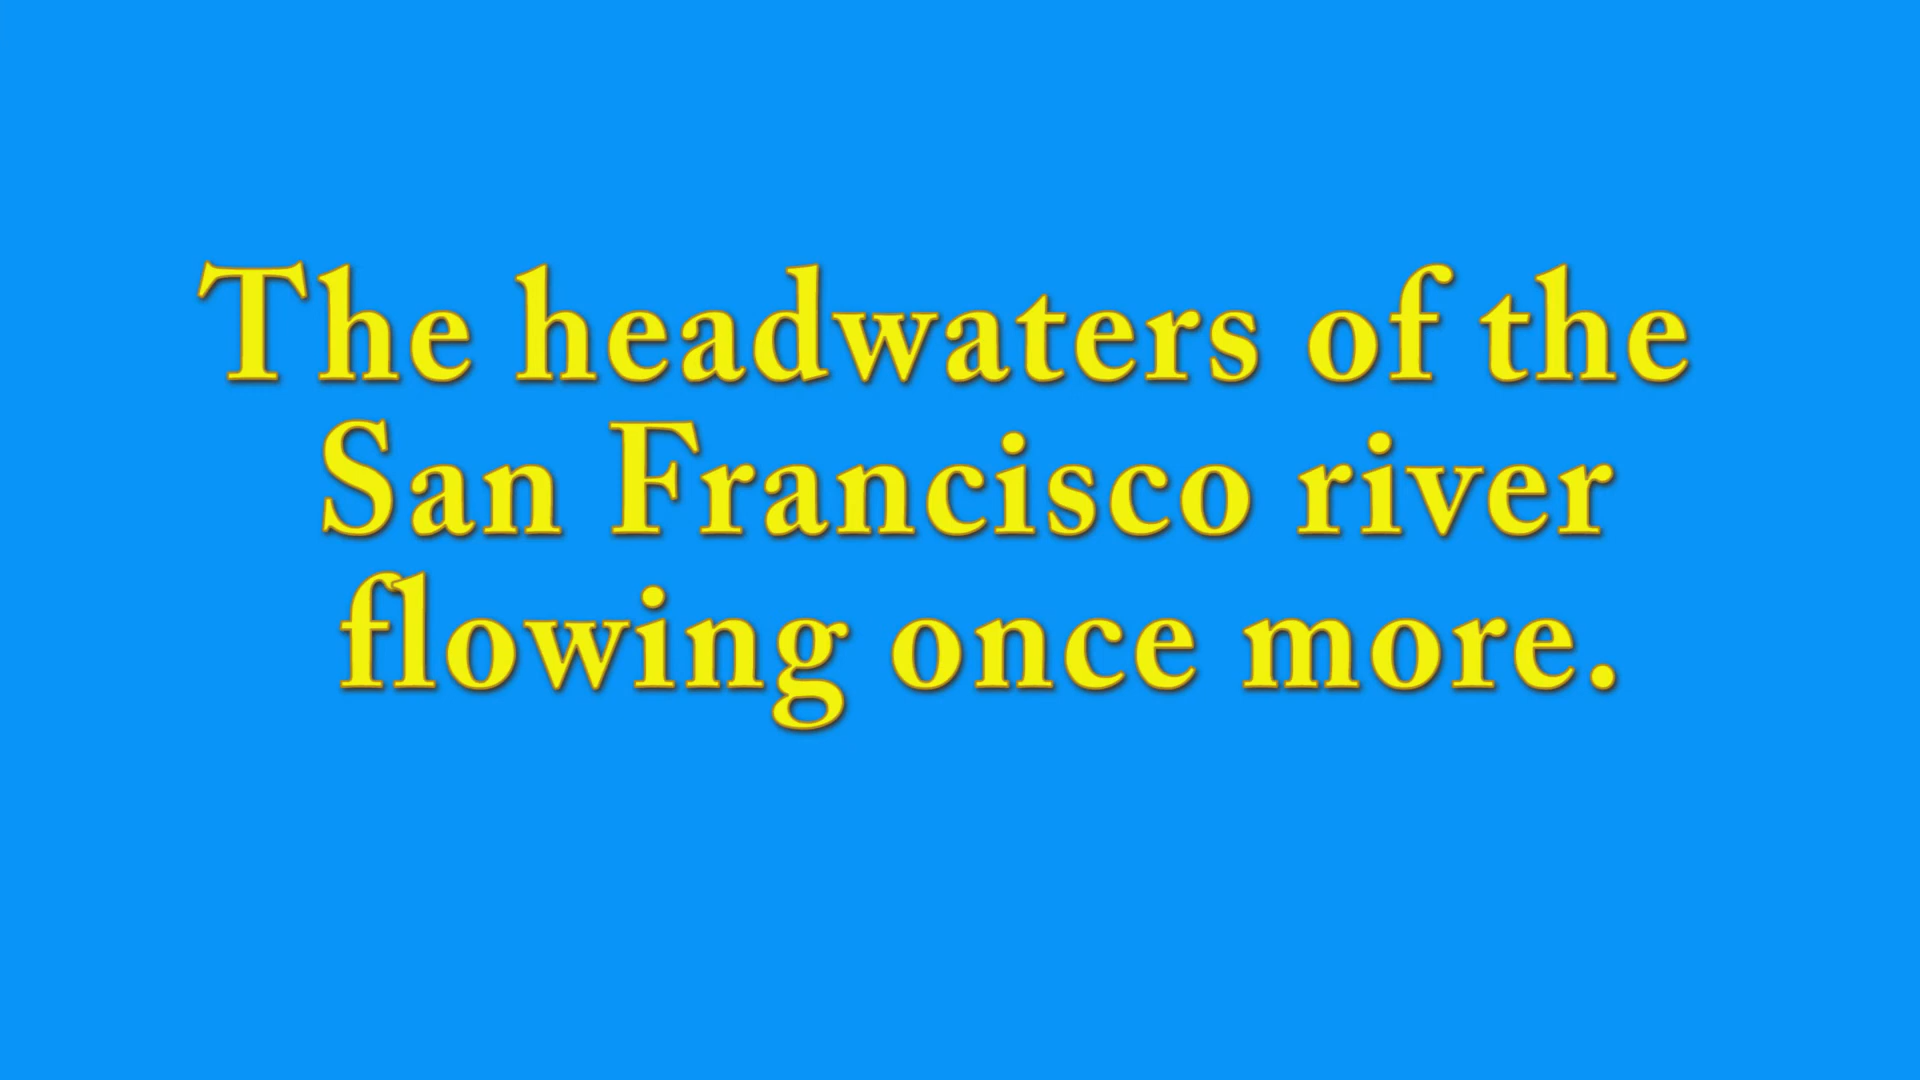 The headwaters of the
San Francisco river
flowing once more.